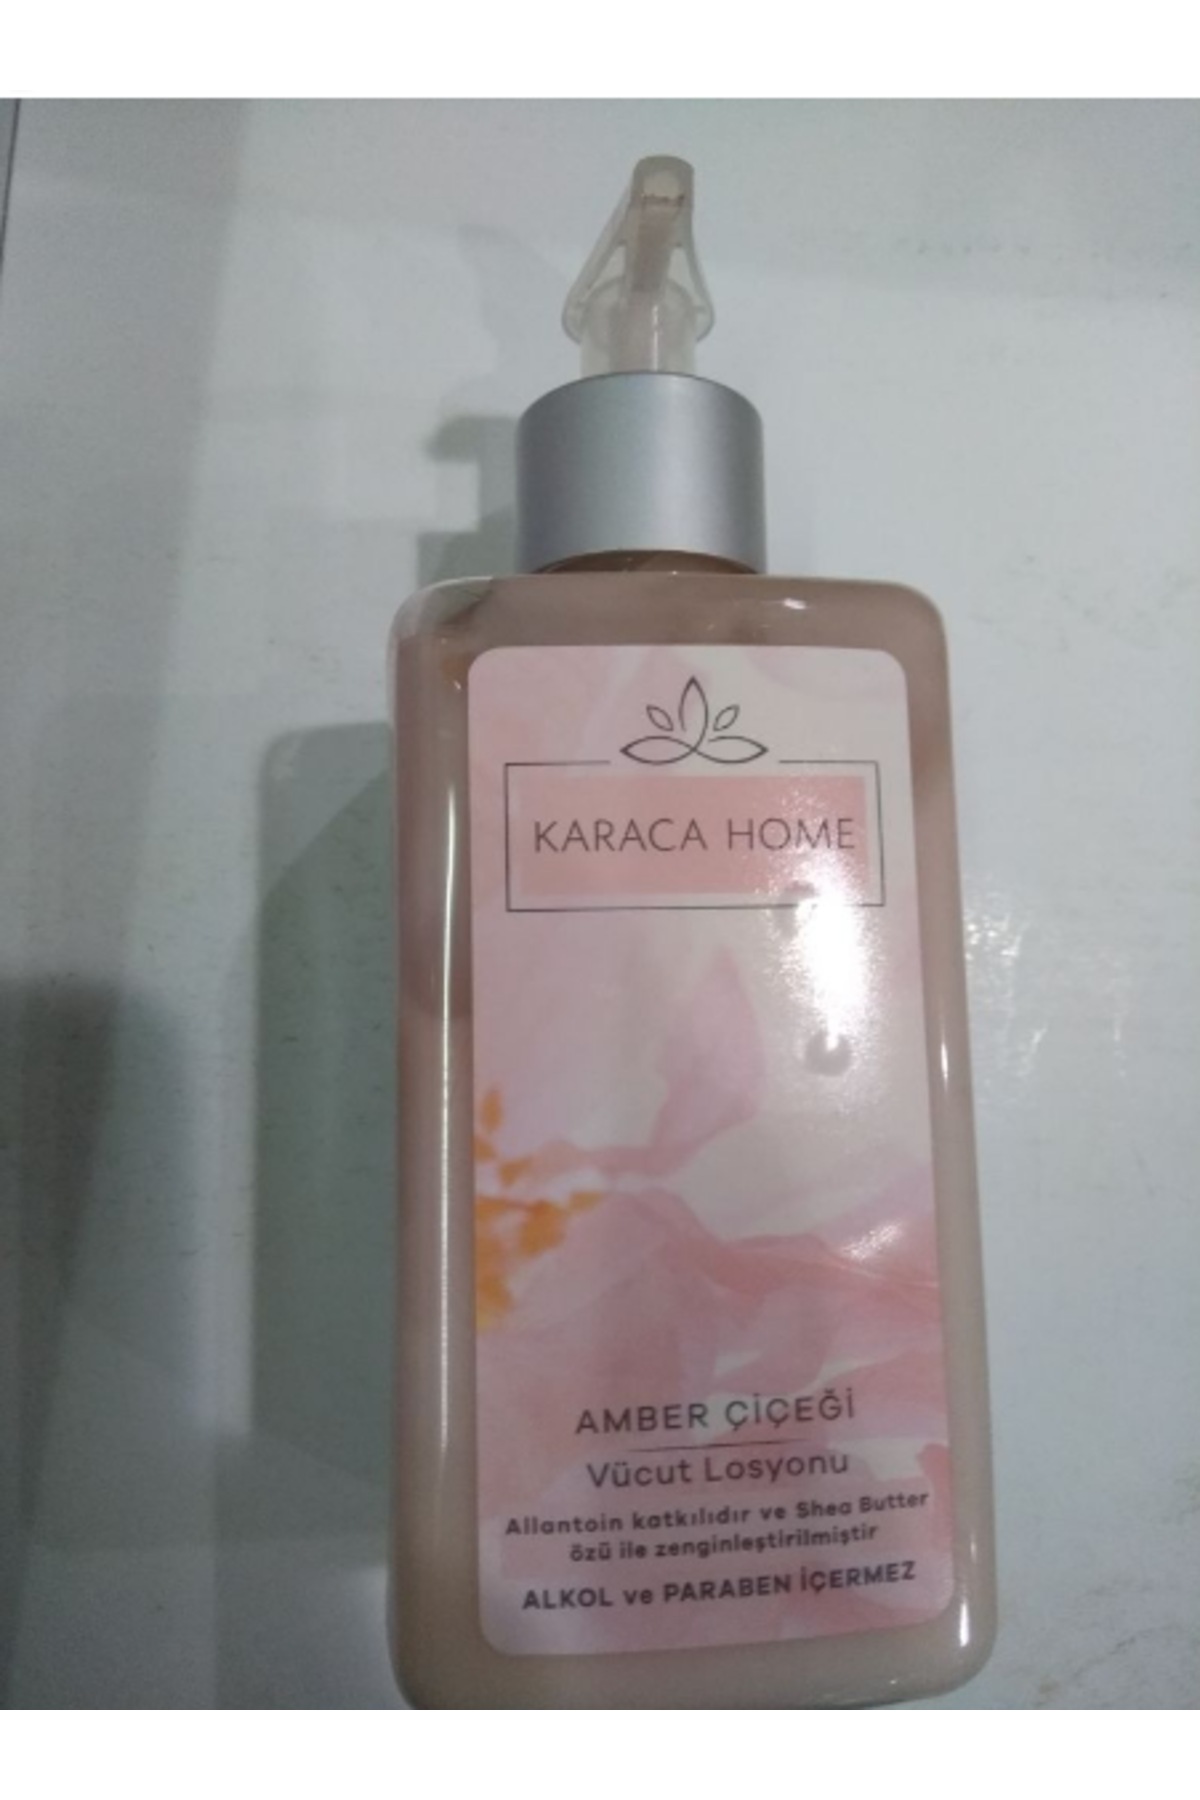 KARACA HOME
AMBER ÇİÇEĞİ
Vücut Losyonu
Allantoin katkılıdır ve Shea Butter
özü ile zenginleştirilmiştir
ALKOL ve PARABEN İÇERMEZ